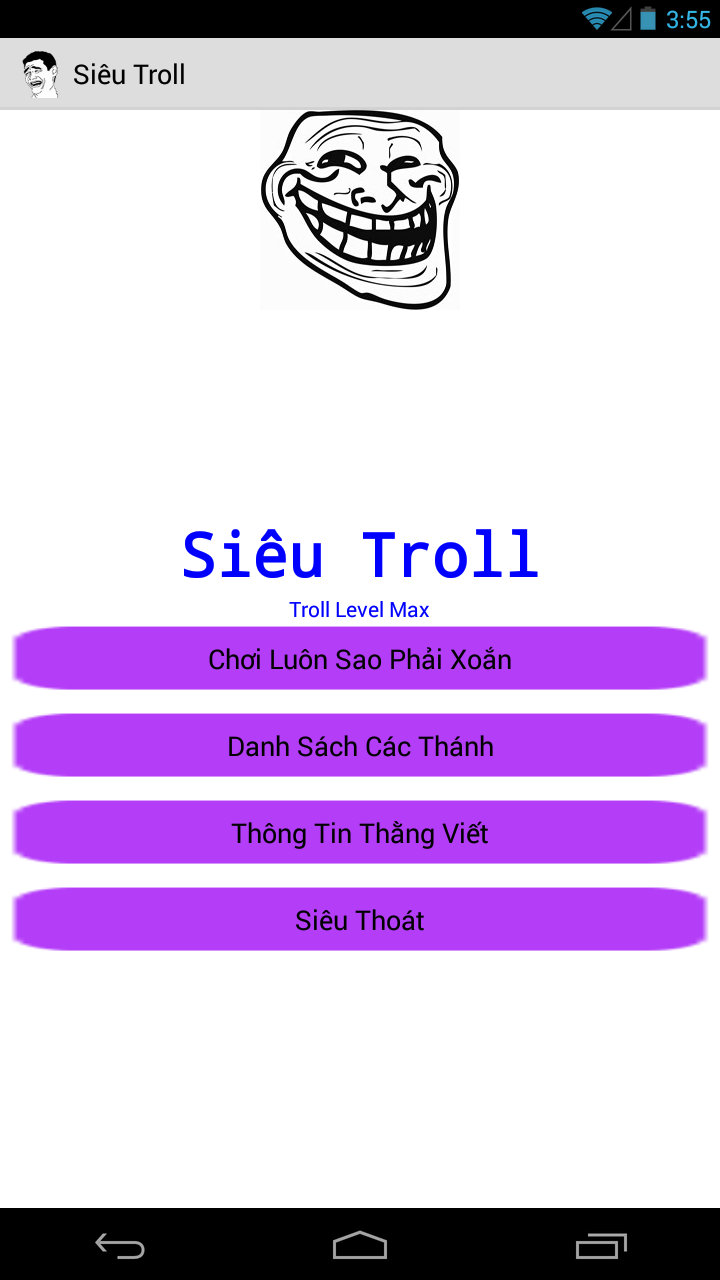 3:55
Siêu Troll
Siêu Troll
Troll Level Max
Chơi Luôn Sao Phải Xoắn
Danh Sách Các Thánh
Thông Tin Thằng Viết
Siêu Thoát